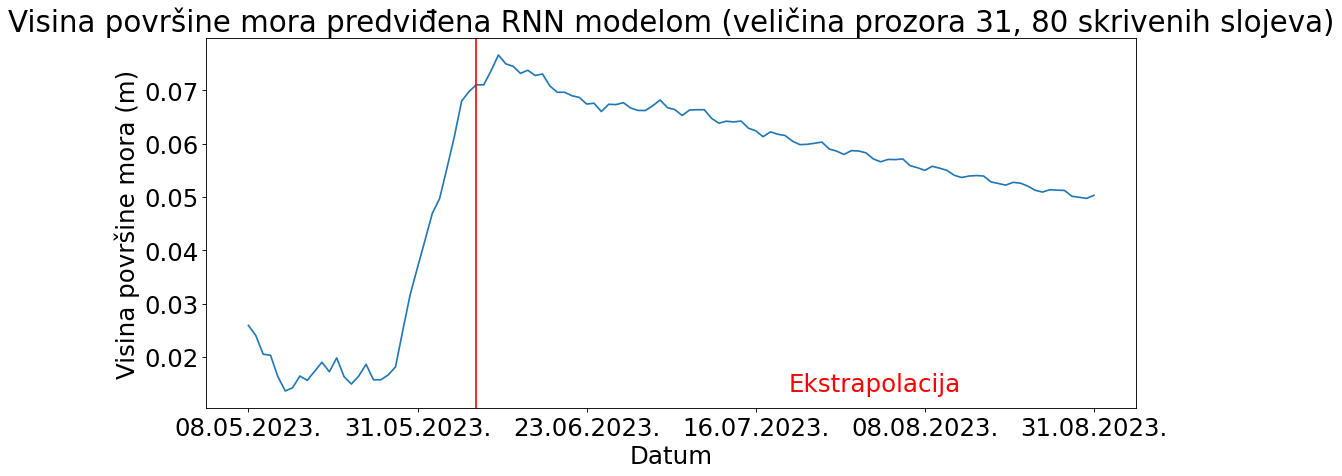 Visina površine mora predviđena RNN modelom (veličina prozora 31, 80 skrivenih slojeva)
Visina površine mora (m)
0.07
0.06
0.05
0.04
0.03
0.02
Ekstrapolacija
08.05.2023. 31.05.2023. 23.06.2023. 16.07.2023. 08.08.2023. 31.08.2023.
Datum